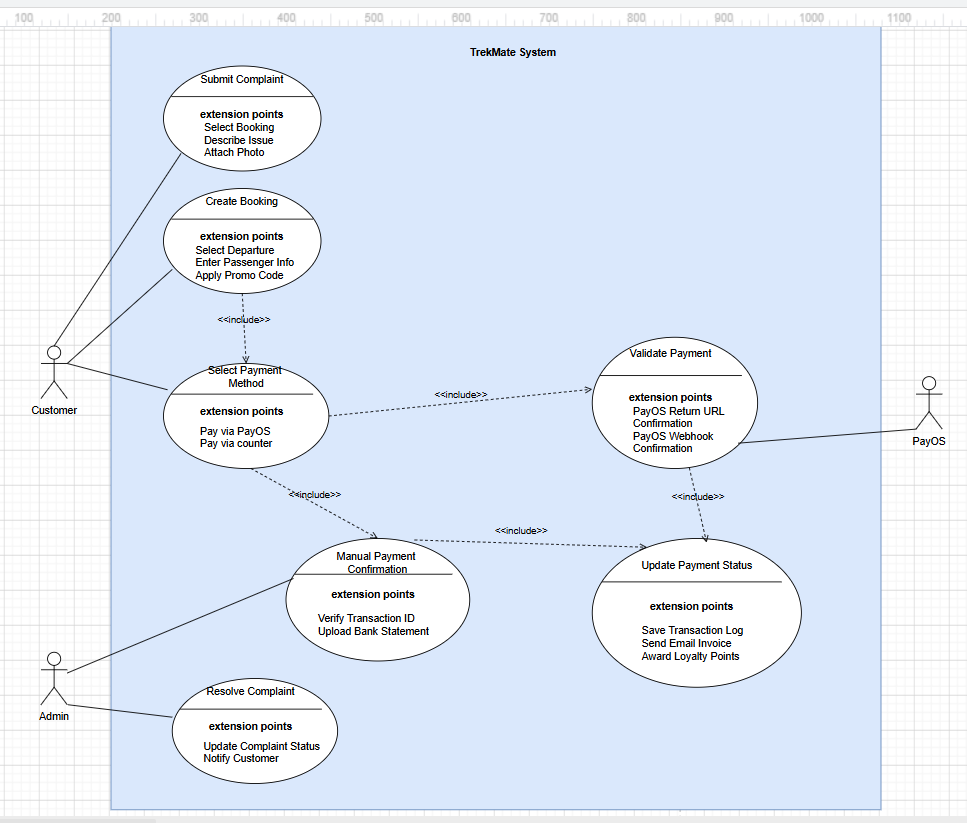 100 200 300 400 500 600 700 800 900 1000 1100
TrekMate System
Submit Complaint
extension points
Select Booking
Describe Issue
Attach Photo
Create Booking
extension points
Select Departure
Enter Passenger Info
Apply Promo Code
<<include>>
Customer
Select Payment
Method
extension points
Pay via PayOS
Pay via counter
<<include>>
Validate Payment
extension points
PayOS Return URL
Confirmation
PayOS Webhook
Confirmation
PayOS
<<include>>
<<include>>
<<include>>
Manual Payment
Confirmation
extension points
Verify Transaction ID
Upload Bank Statement
Update Payment Status
extension points
Save Transaction Log
Send Email Invoice
Award Loyalty Points
Admin
Resolve Complaint
extension points
Update Complaint Status
Notify Customer